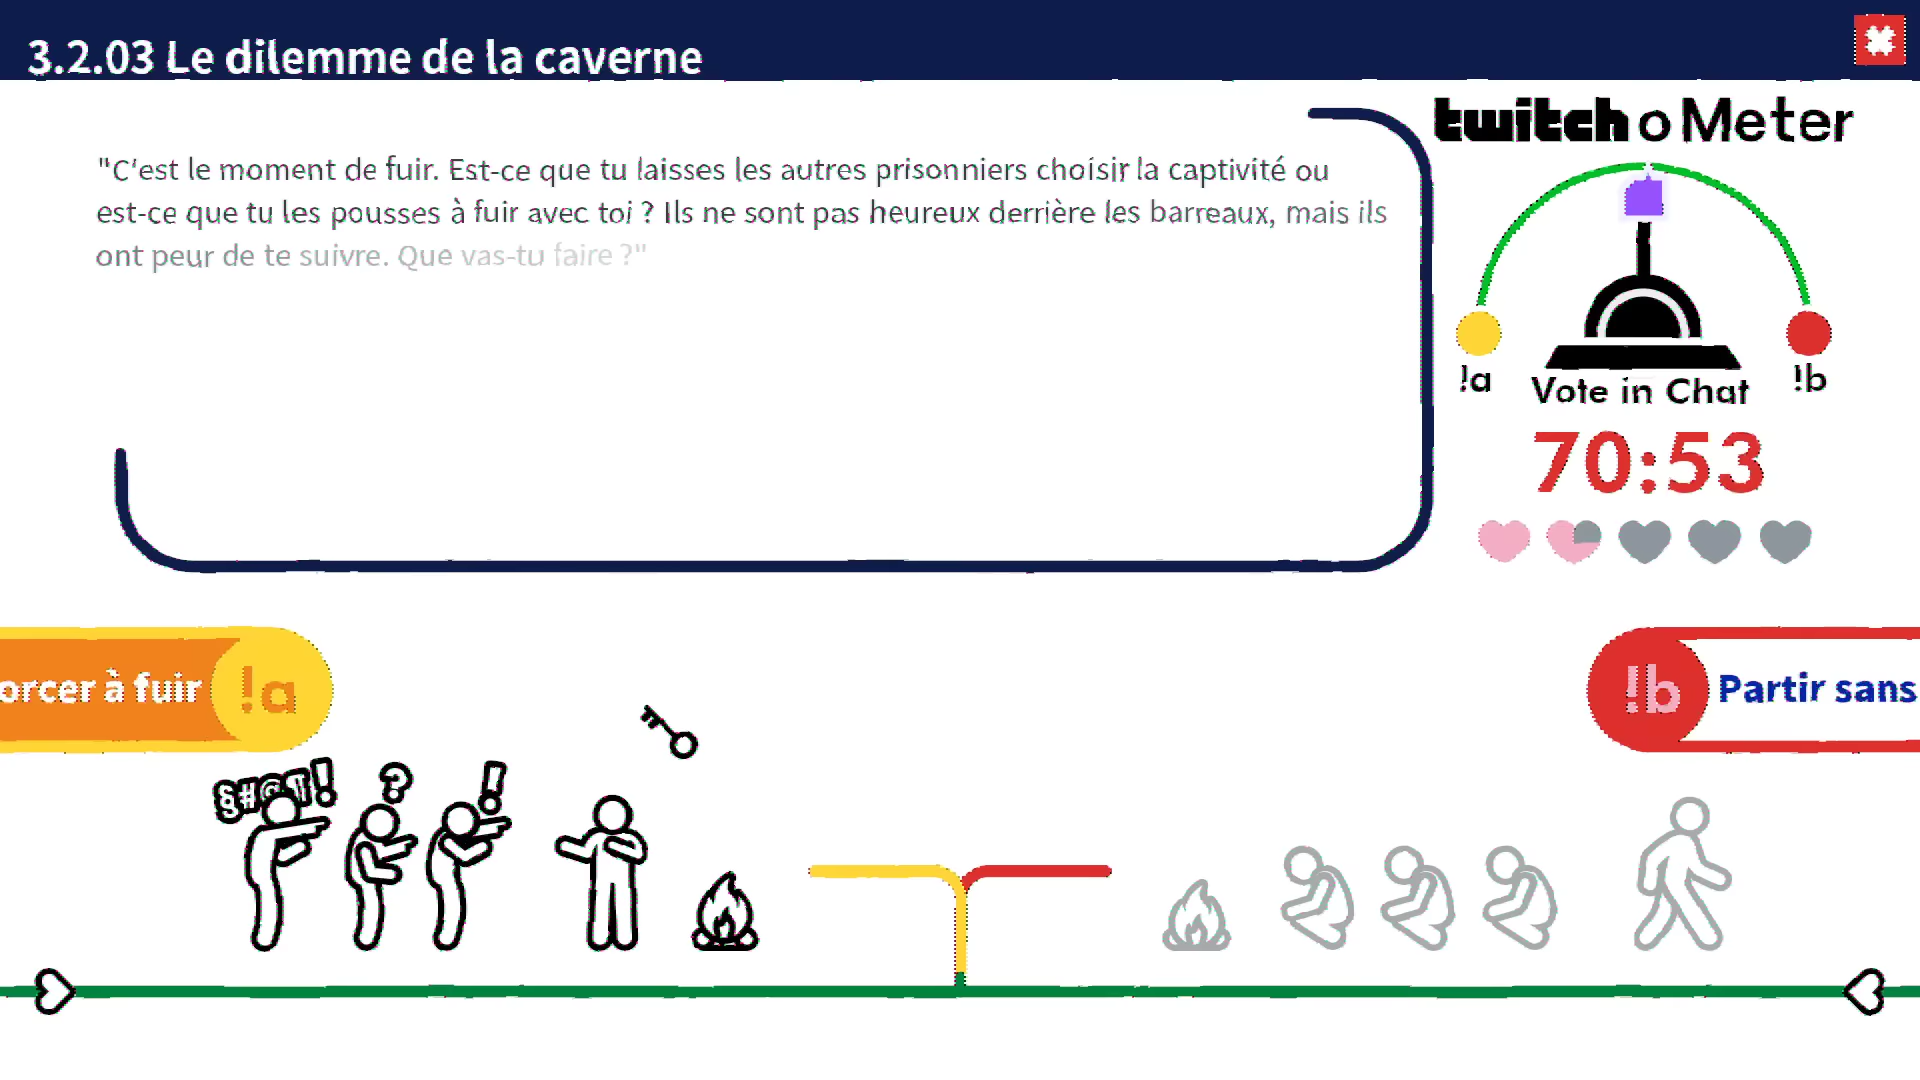 3.2.03 Le dilemme de la caverne
twitch o Meter
"C'est le moment de fuir. Est-ce que tu laisses les autres prisonniers choisir la captivité ou
est-ce que tu les pousses à fuir avec toi ? Ils ne sont pas heureux derrière les barreaux, mais ils
ont peur de te suivre. Que vas-tu faire ?"
!a
Vote in Chat
!b
70:53
orcer à fuir
!a
!b
Partir sans
§#@¶!
?
!